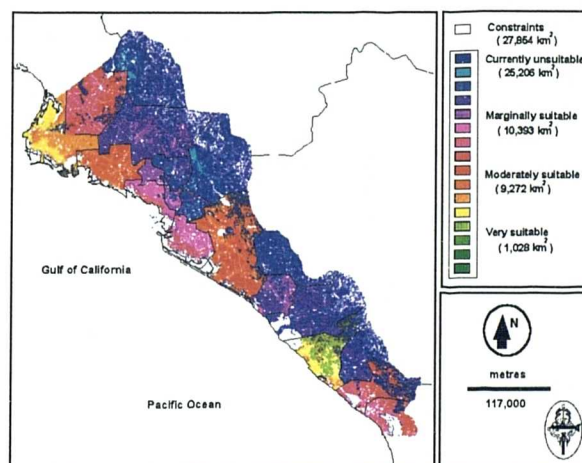 Constraints
( 27,854 km²)
Currently unsuitable
( 25,206 km²)
Marginally suitable
( 10,393 km²)
Moderately suitable
( 9,272 km²)
Very suitable
( 1,028 km²)
Gulf of California
Pacific Ocean
N
metres
117,000